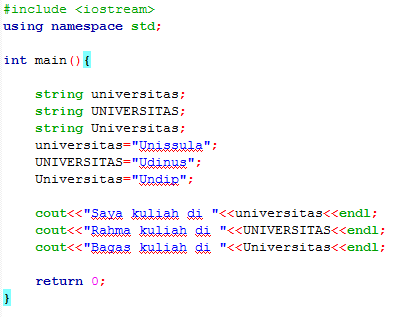 #include <iostream>
using namespace std;
int main(){
string universitas;
string UNIVERSITAS;
string Universitas;
universitas="Unissula";
UNIVERSITAS="Udinus";
Universitas="Undip";
cout<<"Saya kuliah di "<<universitas<<endl;
cout<<"Rahma kuliah di "<<UNIVERSITAS<<endl;
cout<<"Bagas kuliah di "<<Universitas<<endl;
return 0;
}